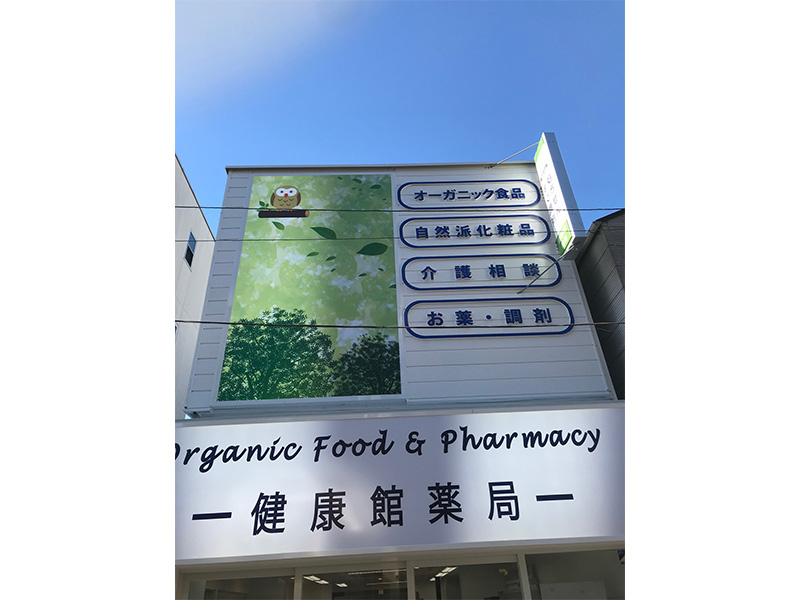 オーガニック食品
自然派化粧品
介護相談
お薬・調剤
Organic Food & Pharmacy
ー健康館薬局ー